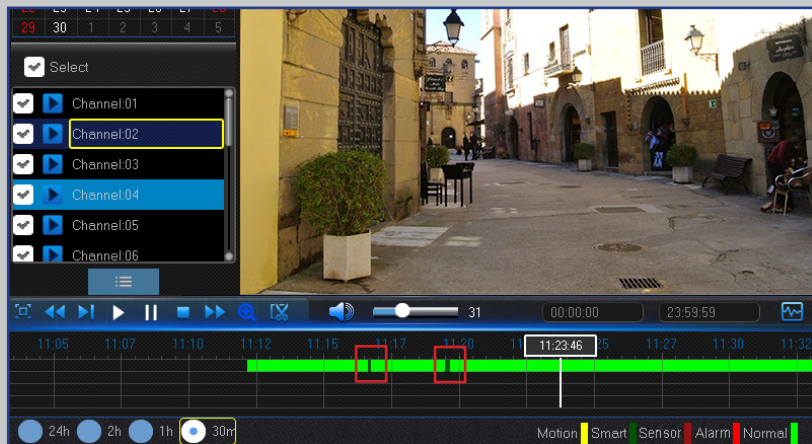 29 30 1 2 3 4 5
Select
Channel:01
Channel:02
Channel:03
Channel:04
Channel:05
Channel:06
31 00:00:00 23:59:59
11:05 11:07 11:10 11:12 11:15 11:17 11:20 11:23:46 25 11:27 11:30 11:32
24h 2h 1h 30m
Motion Smart Sensor Alarm Normal